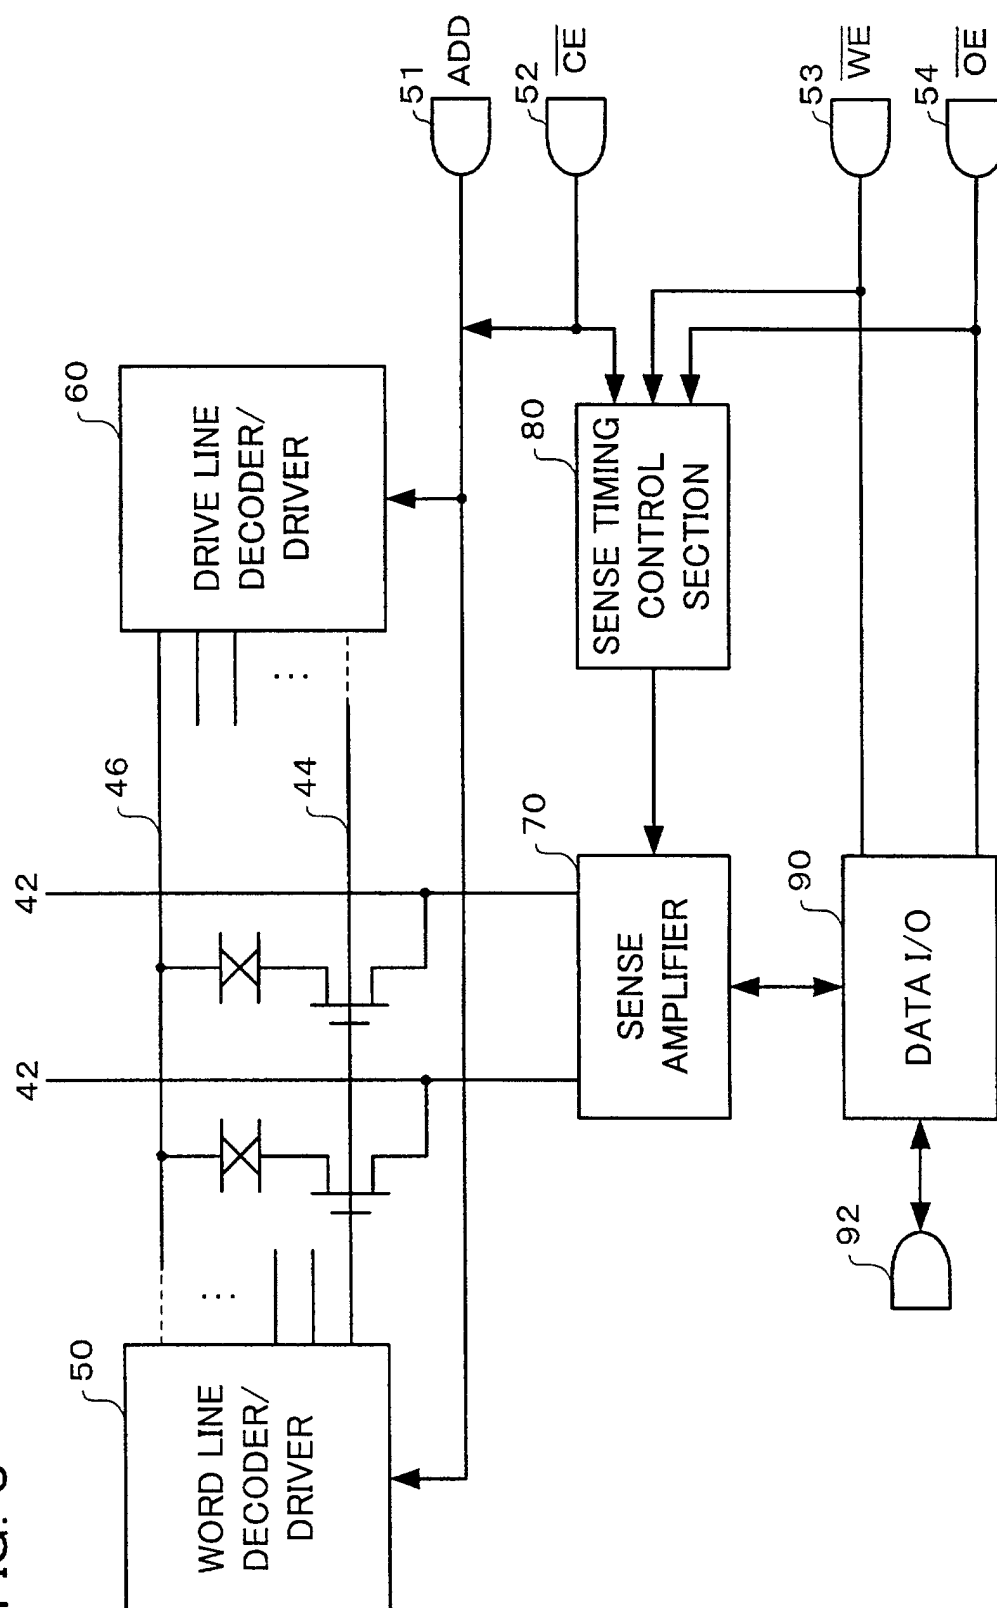 50
WORD LINE
DECODER/
DRIVER
42
42
46
44
60
DRIVE LINE
DECODER/
DRIVER
51
ADD
52
CE
70
SENSE
AMPLIFIER
80
SENSE TIMING
CONTROL
SECTION
53
WE
54
OE
90
DATA I/O
92